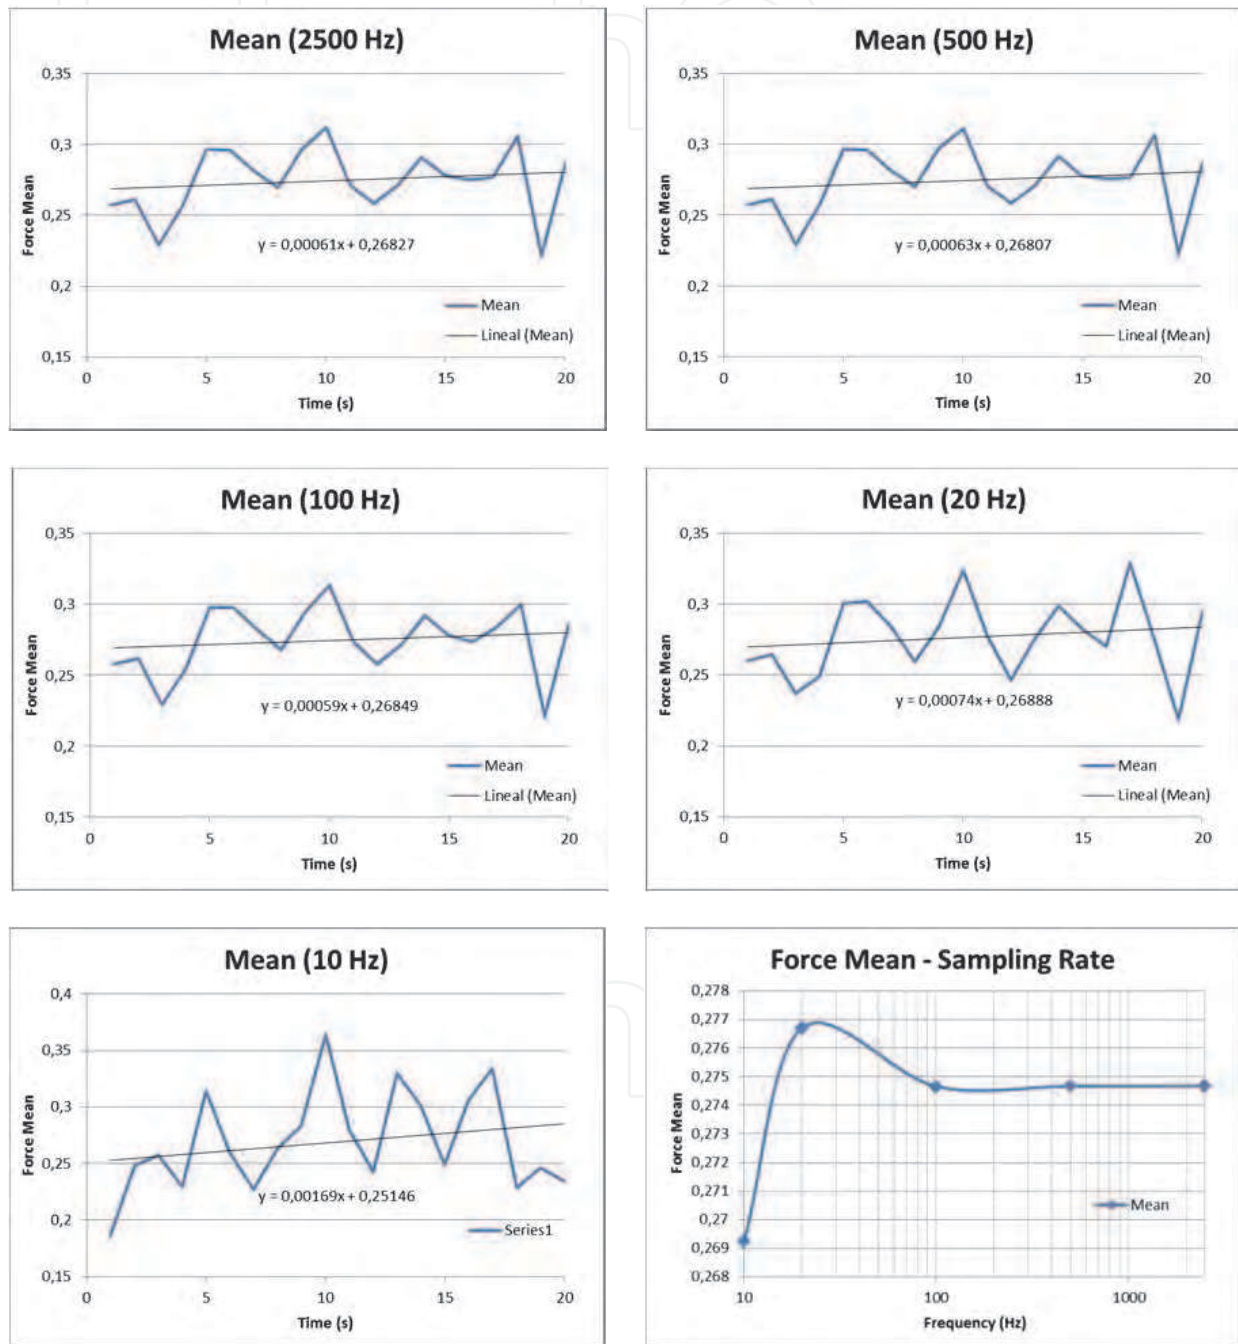 Mean (2500 Hz)
0,35
0,3
0,25
0,2
0,15
Force Mean
y = 0,00061x + 0,26827
Mean
Lineal (Mean)
0
5
10
15
20
Time (s)
Mean (500 Hz)
0,35
0,3
0,25
0,2
0,15
Force Mean
y = 0,00063x + 0,26807
Mean
Lineal (Mean)
0
5
10
15
20
Time (s)
Mean (100 Hz)
0,35
0,3
0,25
0,2
0,15
Force Mean
y = 0,00059x + 0,26849
Mean
Lineal (Mean)
0
5
10
15
20
Time (s)
Mean (20 Hz)
0,35
0,3
0,25
0,2
0,15
Force Mean
y = 0,00074x + 0,26888
Mean
Lineal (Mean)
0
5
10
15
20
Time (s)
Mean (10 Hz)
0,4
0,35
0,3
0,25
0,2
0,15
Force Mean
y = 0,00169x + 0,25146
Series1
0
5
10
15
20
Time (s)
Force Mean - Sampling Rate
0,278
0,277
0,276
0,275
0,274
0,273
0,272
0,271
0,27
0,269
0,268
Force Mean
Mean
10
100
1000
Frequency (Hz)